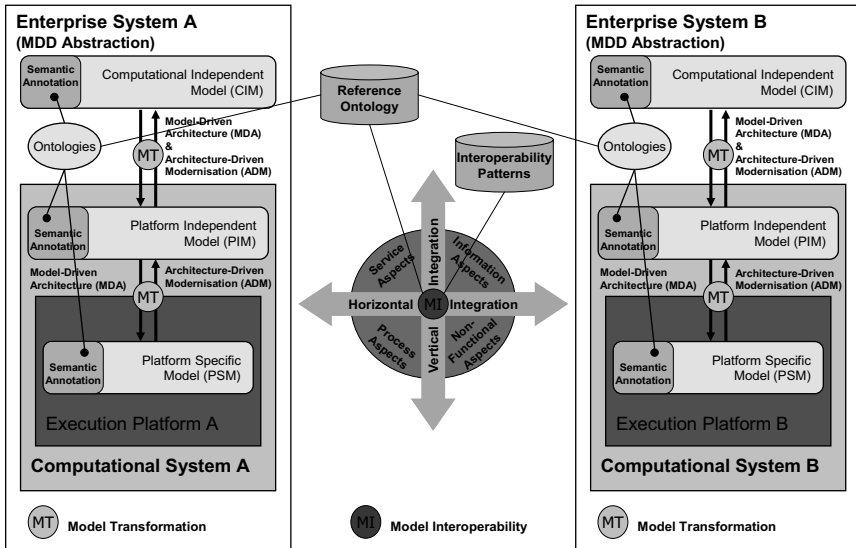 Enterprise System A
(MDD Abstraction)
Semantic
Annotation
Computational Independent
Model (CIM)
Ontologies
MT
Model-Driven
Architecture (MDA)
&
Architecture-Driven
Modernisation (ADM)
Semantic
Annotation
Platform Independent
Model (PIM)
Model-Driven
Architecture (MDA)
MT
Architecture-Driven
Modernisation (ADM)
Semantic
Annotation
Platform Specific
Model (PSM)
Execution Platform A
Computational System A
MT
Model Transformation
Reference
Ontology
Interoperability
Patterns
Service
Aspects
Integration
Information
Aspects
Horizontal
MI
Integration
Process
Aspects
Vertical
Non-
Functional
Aspects
MI
Model Interoperability
Enterprise System B
(MDD Abstraction)
Semantic
Annotation
Computational Independent
Model (CIM)
Ontologies
MT
Model-Driven
Architecture (MDA)
&
Architecture-Driven
Modernisation (ADM)
Semantic
Annotation
Platform Independent
Model (PIM)
Model-Driven
Architecture (MDA)
MT
Architecture-Driven
Modernisation (ADM)
Semantic
Annotation
Platform Specific
Model (PSM)
Execution Platform B
Computational System B
MT
Model Transformation